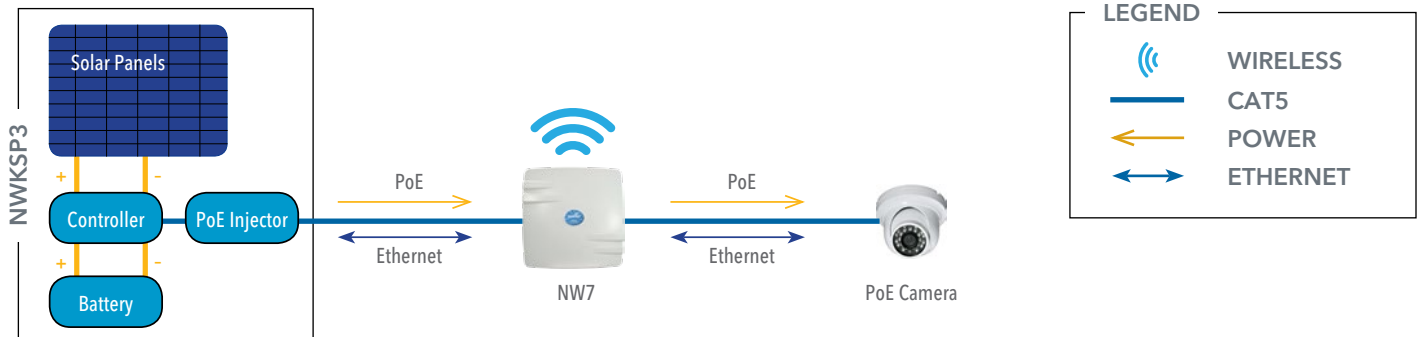 NWKSP3
Solar Panels
+ -
Controller
PoE Injector
+ -
Battery
PoE
Ethernet
NW7
PoE
Ethernet
PoE Camera
LEGEND
WIRELESS
CAT5
POWER
ETHERNET